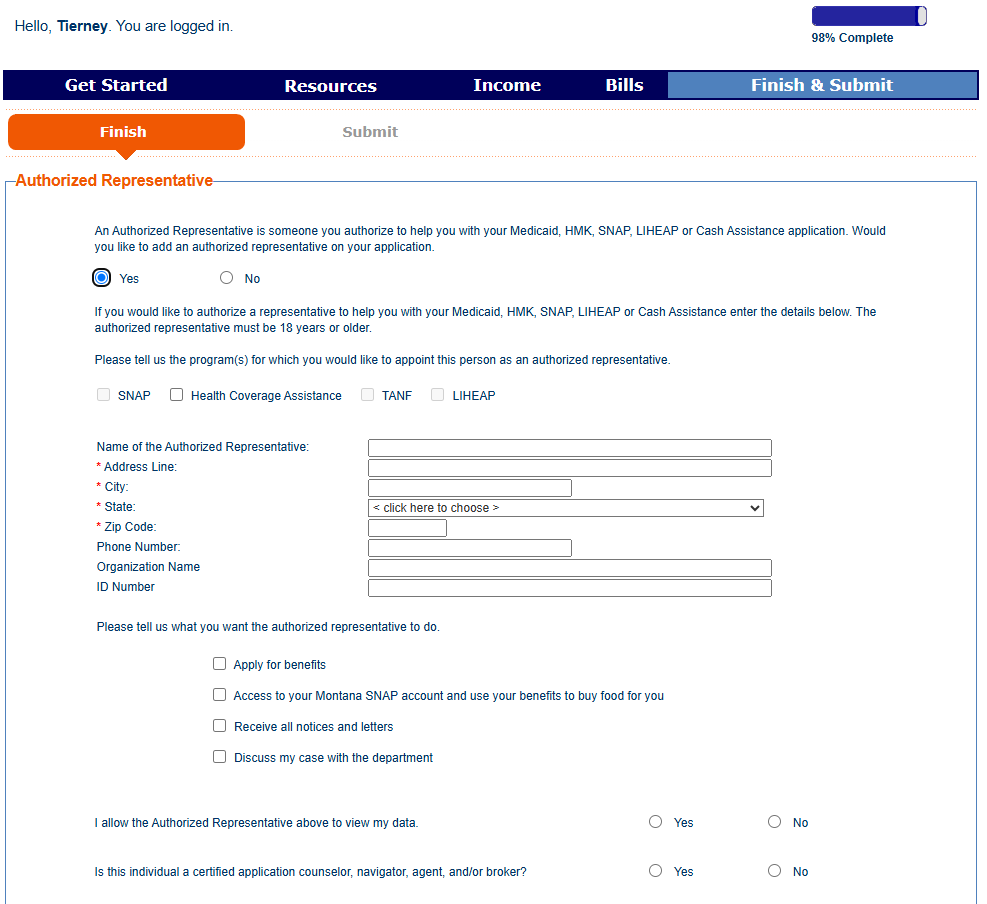 Hello, Tierney. You are logged in.
98% Complete
Get Started Resources Income Bills Finish & Submit
Finish Submit
Authorized Representative
An Authorized Representative is someone you authorize to help you with your Medicaid, HMK, SNAP, LIHEAP or Cash Assistance application. Would
you like to add an authorized representative on your application.
Yes No
If you would like to authorize a representative to help you with your Medicaid, HMK, SNAP, LIHEAP or Cash Assistance enter the details below. The
authorized representative must be 18 years or older.
Please tell us the program(s) for which you would like to appoint this person as an authorized representative.
SNAP Health Coverage Assistance TANF LIHEAP
Name of the Authorized Representative:
* Address Line:
* City:
* State: < click here to choose >
* Zip Code:
Phone Number:
Organization Name
ID Number
Please tell us what you want the authorized representative to do.
Apply for benefits
Access to your Montana SNAP account and use your benefits to buy food for you
Receive all notices and letters
Discuss my case with the department
I allow the Authorized Representative above to view my data. Yes No
Is this individual a certified application counselor, navigator, agent, and/or broker? Yes No